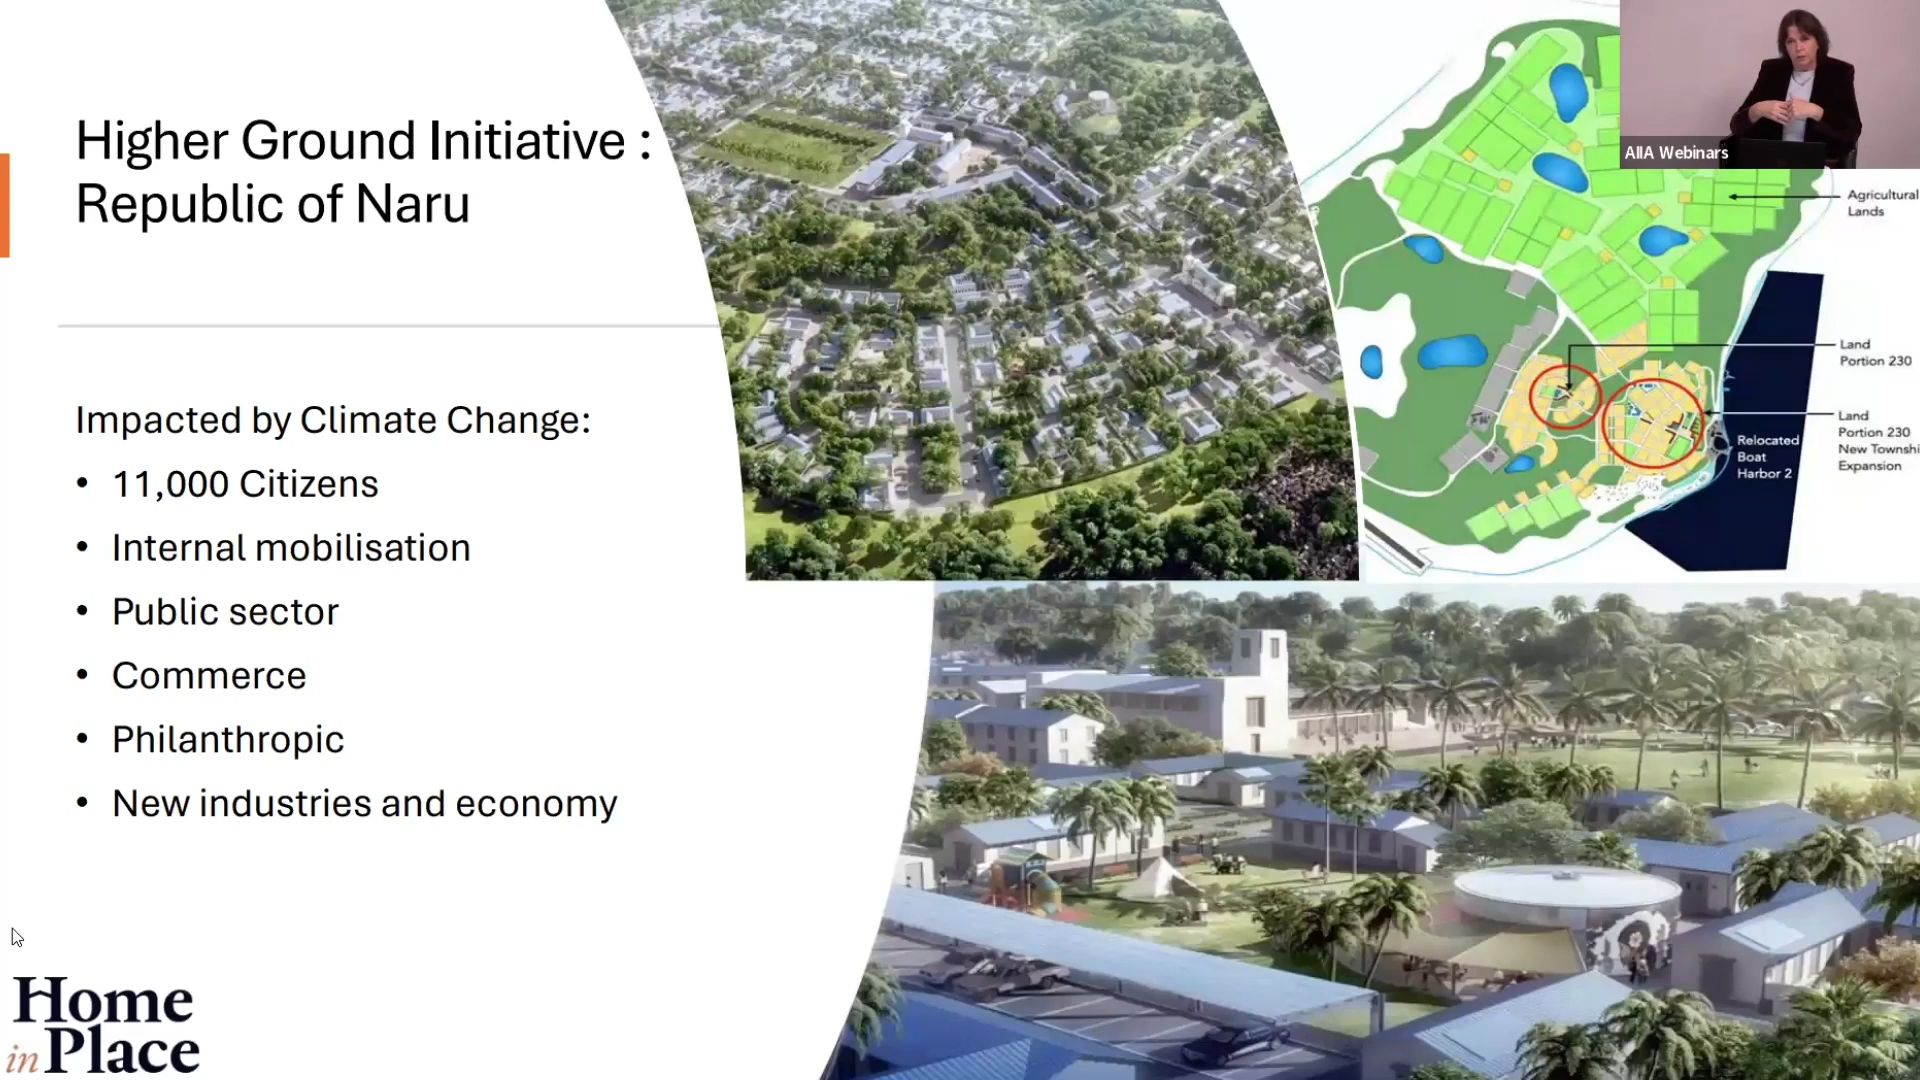 Higher Ground Initiative :
Republic of Naru
Impacted by Climate Change:
• 11,000 Citizens
• Internal mobilisation
• Public sector
• Commerce
• Philanthropic
• New industries and economy
Home
in Place
AIIA Webinars
Agricultural
Lands
Land
Portion 230
Land
Portion 230
New Townshi
Expansion
Relocated
Boat
Harbor 2